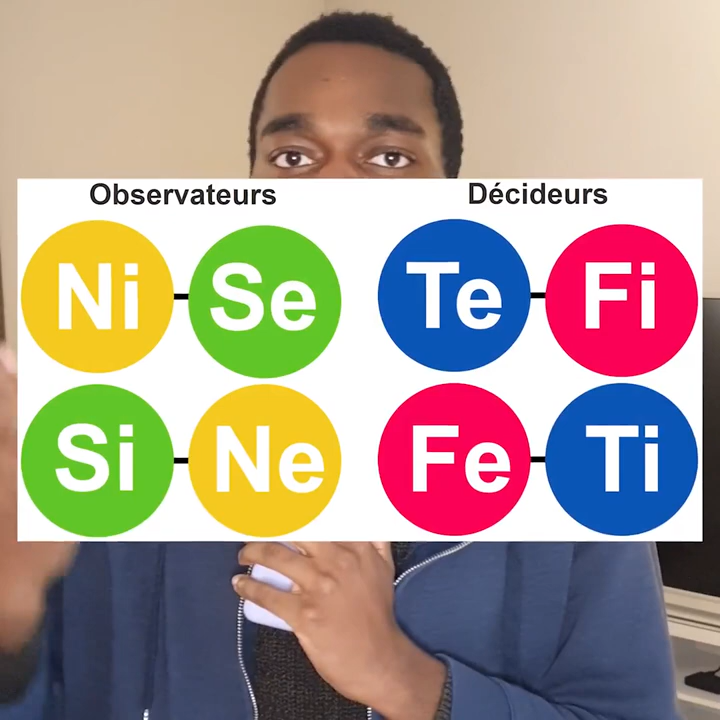 Observateurs
Décideurs
Ni Se
Te Fi
Si Ne
Fe Ti